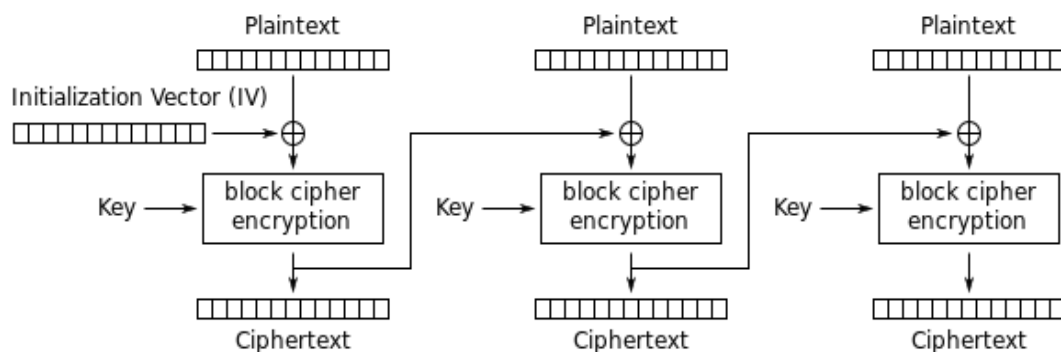 Plaintext
Plaintext
Plaintext
Initialization Vector (IV)
Key
block cipher
encryption
Key
block cipher
encryption
Key
block cipher
encryption
Ciphertext
Ciphertext
Ciphertext